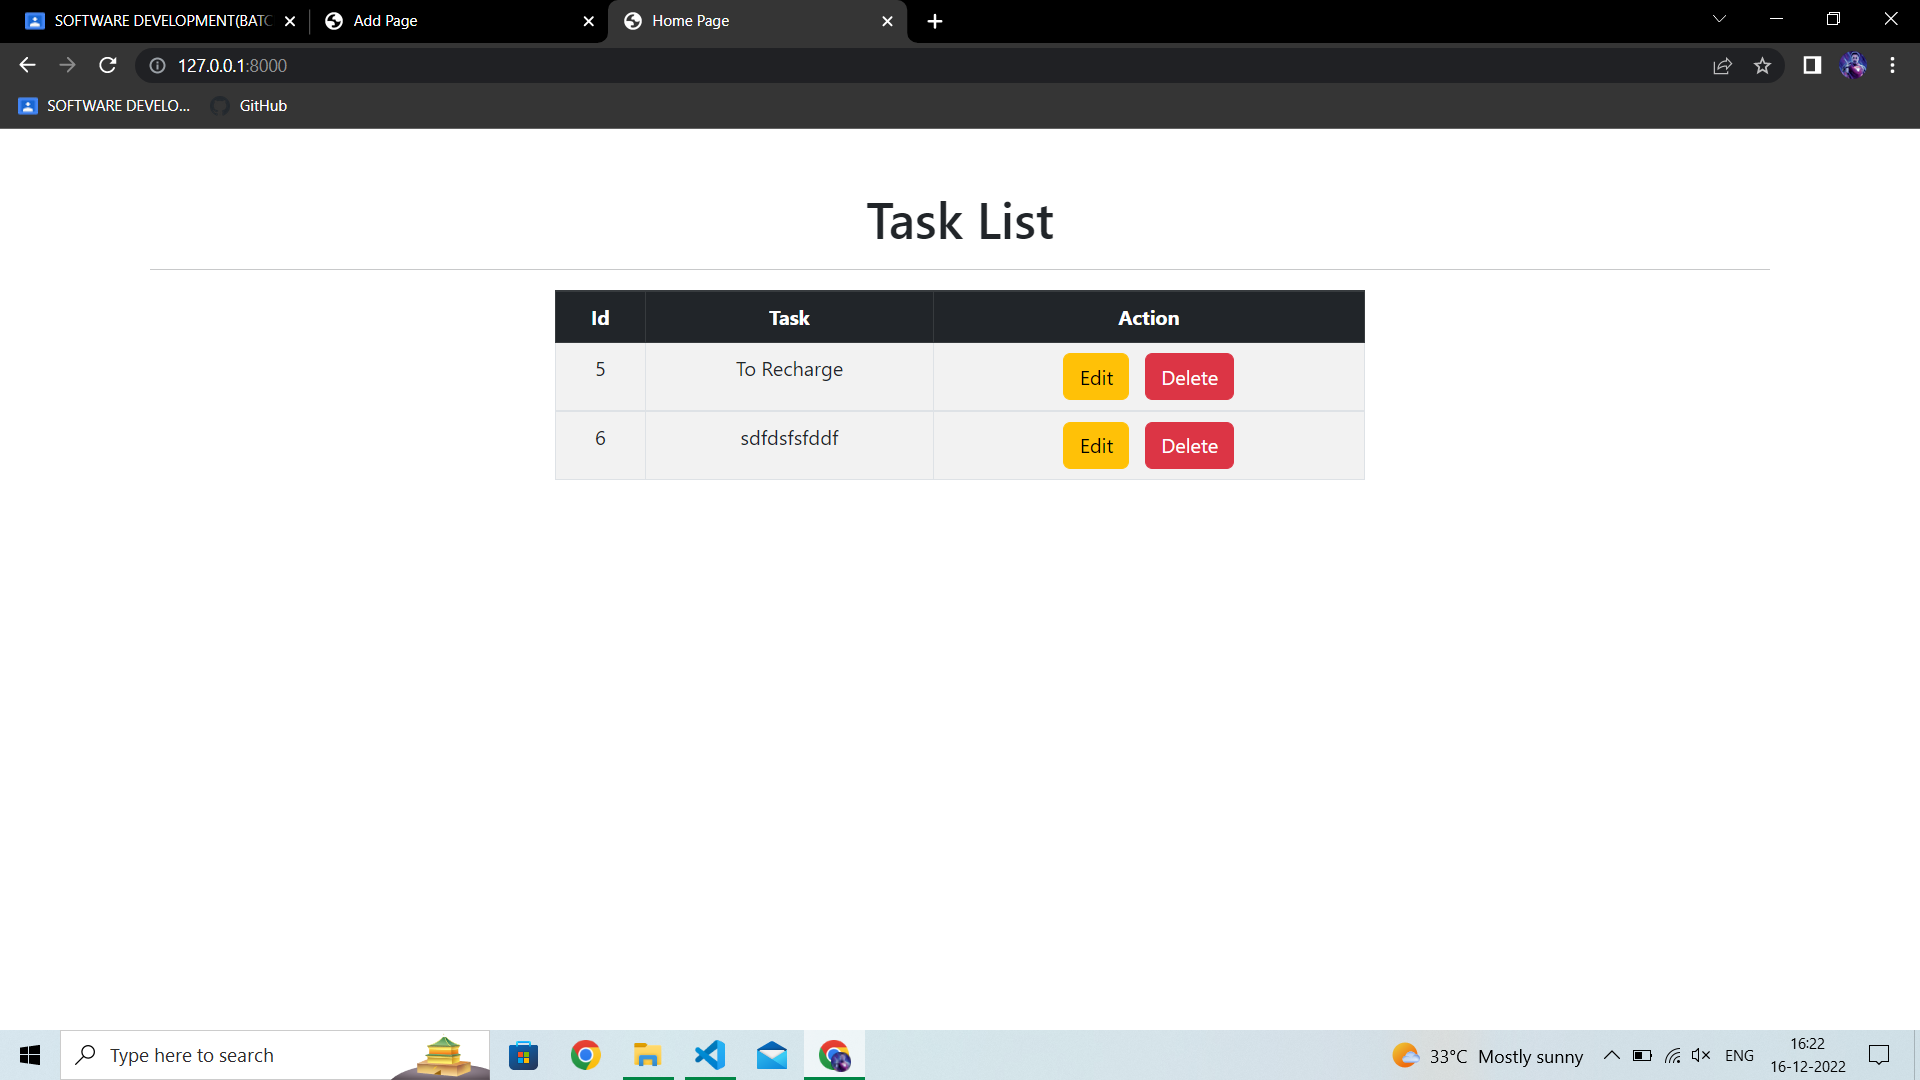 SOFTWARE DEVELOPMENT(BATC
Add Page
Home Page
127.0.0.1:8000
SOFTWARE DEVELO...
GitHub
Task List
Id Task Action
5 To Recharge Edit Delete
6 sdfdsfsfddf Edit Delete
Type here to search
33°C Mostly sunny
ENG
16:22
16-12-2022